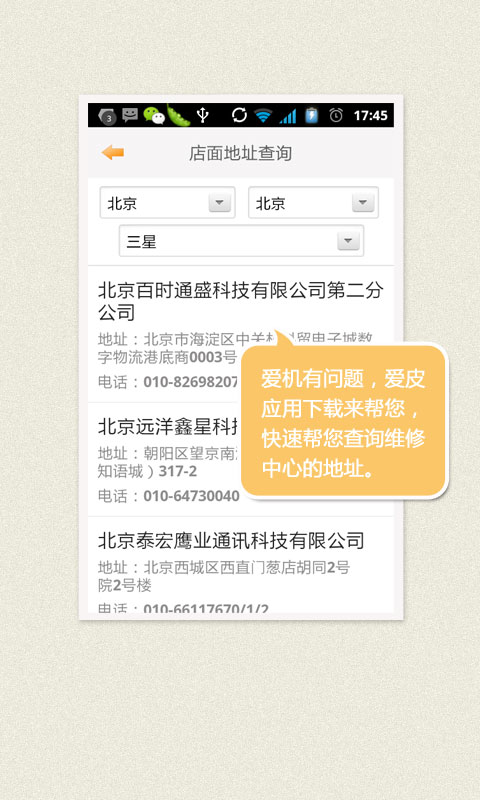 3 17:45
店面地址查询
北京 北京
三星
北京百时通盛科技有限公司第二分
公司
地址：北京市海淀区中关村科贸电子城数
字物流港底商0003号
电话：010-82698207
爱机有问题，爱皮
应用下载来帮您，
快速帮您查询维修
中心的地址。
北京远洋鑫星科技
地址：朝阳区望京南
知语城）317-2
电话：010-64730040
北京泰宏鹰业通讯科技有限公司
地址：北京西城区西直门葱店胡同2号
院2号楼
电话：010-66117670/1/2